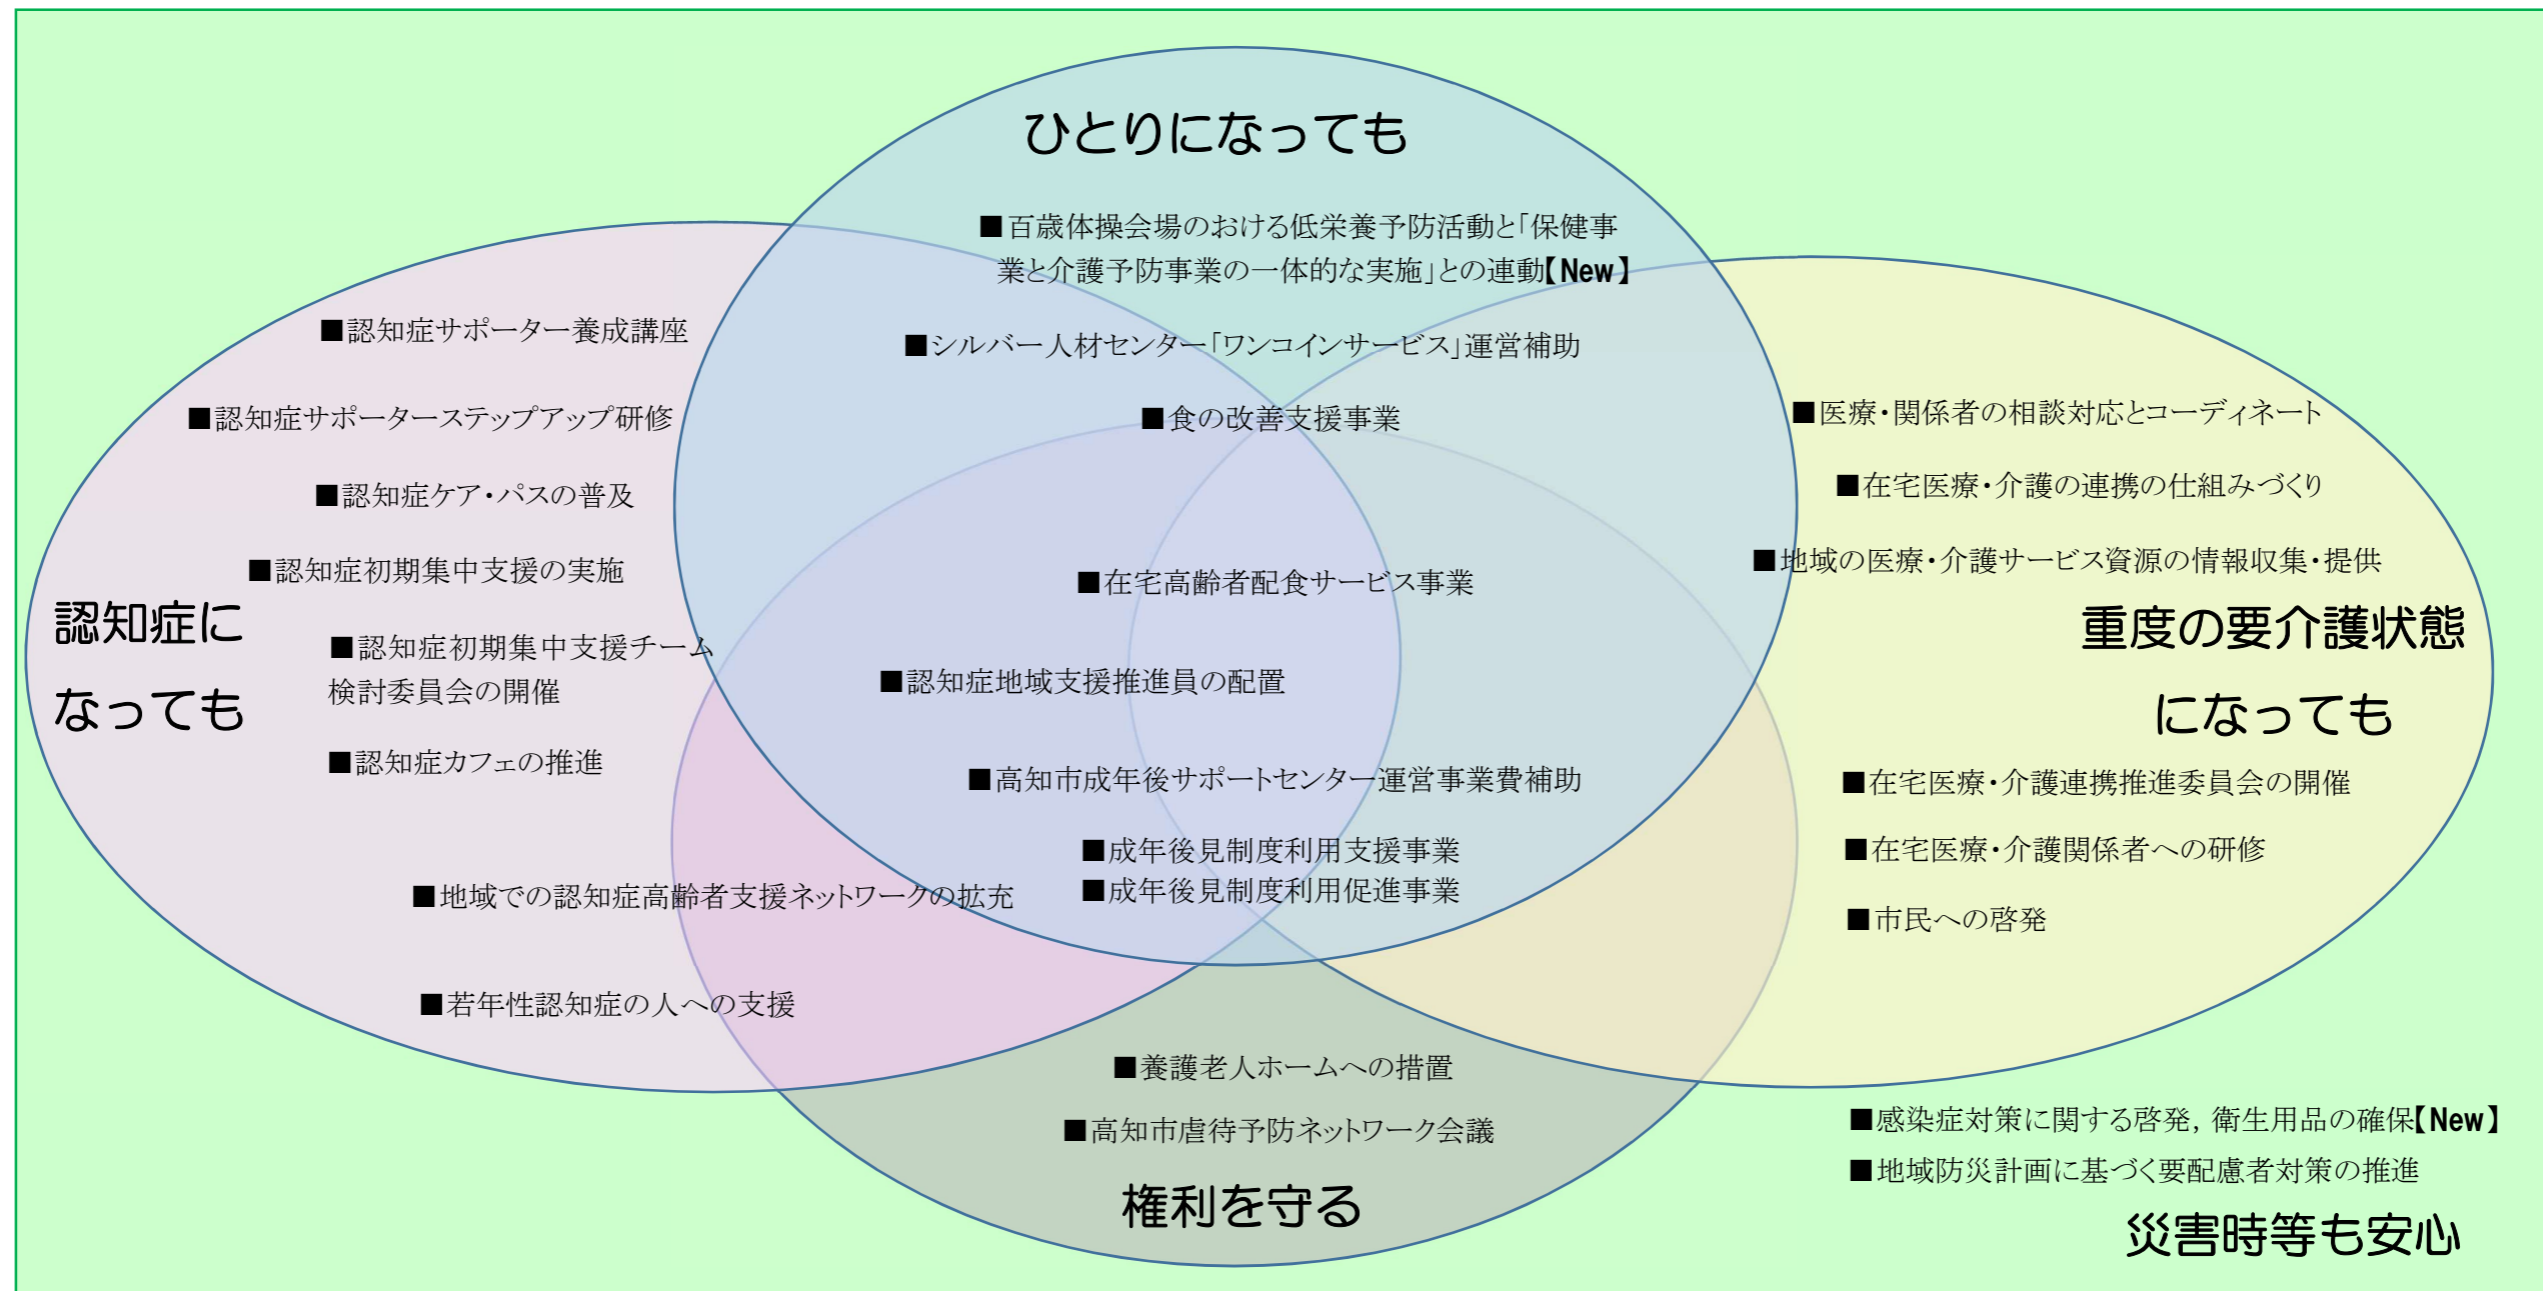 ひとりになっても
■百歳体操会場のおける低栄養予防活動と｢保健事
業と介護予防事業の一体的な実施｣との連動【New】
■シルバー人材センター｢ワンコインサービス｣運営補助
■食の改善支援事業
■在宅高齢者配食サービス事業
■認知症地域支援推進員の配置
■高知市成年後サポートセンター運営事業費補助
■成年後見制度利用支援事業
■成年後見制度利用促進事業
■認知症サポーター養成講座
■認知症サポーターステップアップ研修
■認知症ケア・パスの普及
■認知症初期集中支援の実施
認知症に
なっても
■認知症初期集中支援チーム
検討委員会の開催
■認知症カフェの推進
■地域での認知症高齢者支援ネットワークの拡充
■若年性認知症の人への支援
■医療・関係者の相談対応とコーディネート
■在宅医療・介護の連携の仕組みづくり
■地域の医療・介護サービス資源の情報収集・提供
重度の要介護状態
になっても
■在宅医療・介護連携推進委員会の開催
■在宅医療・介護関係者への研修
■市民への啓発
■養護老人ホームへの措置
■高知市虐待予防ネットワーク会議
権利を守る
■感染症対策に関する啓発，衛生用品の確保【New】
■地域防災計画に基づく要配慮者対策の推進
災害時等も安心